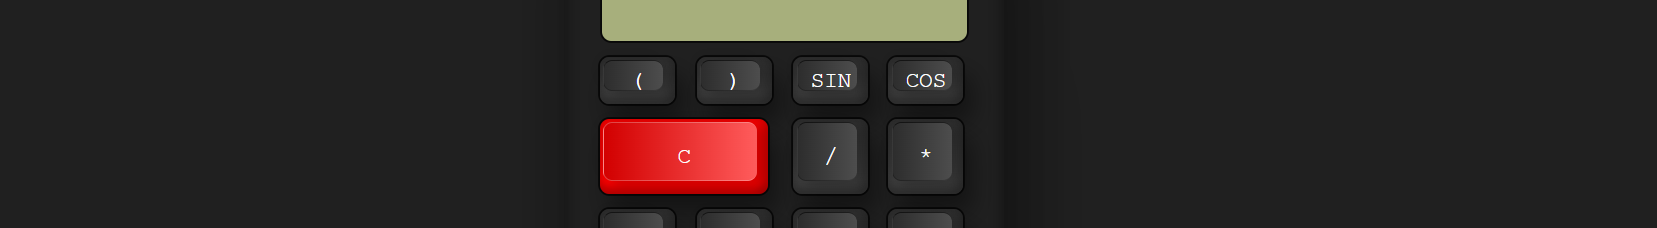 ( ) SIN COS
C / *